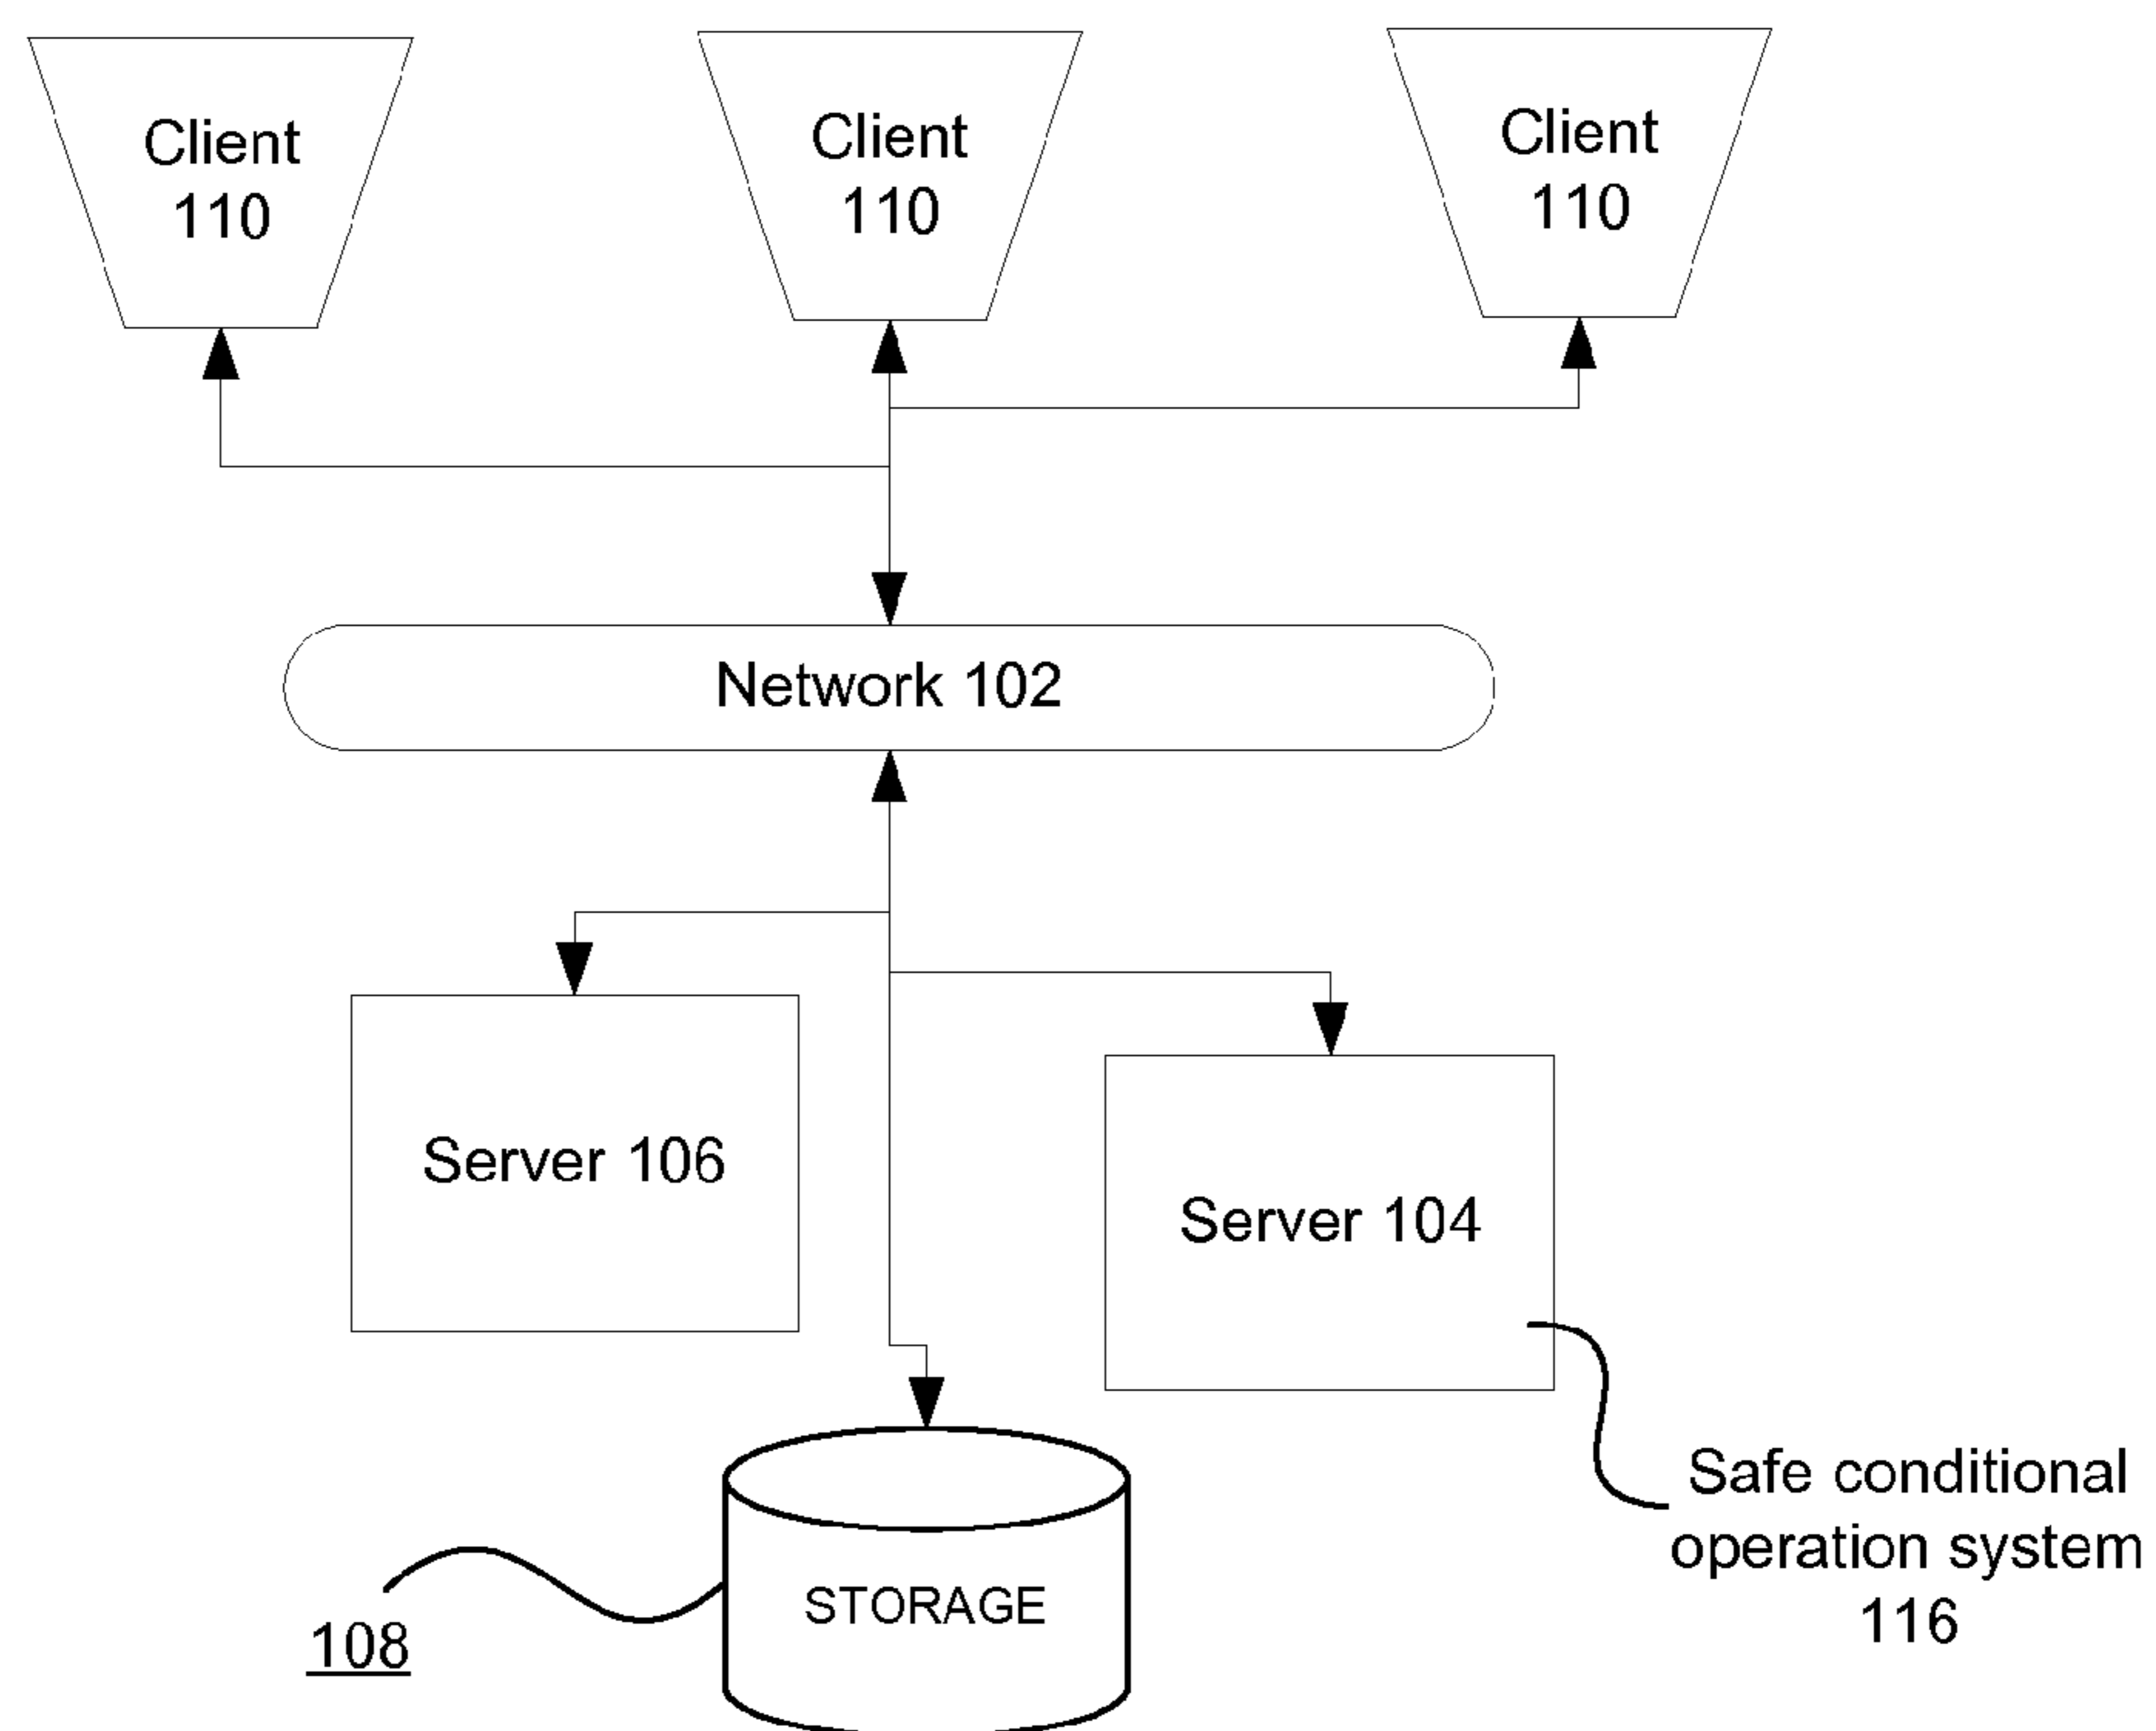 Client
110
Client
110
Client
110
Network 102
Server 106
Server 104
Safe conditional
operation system
116
STORAGE
108